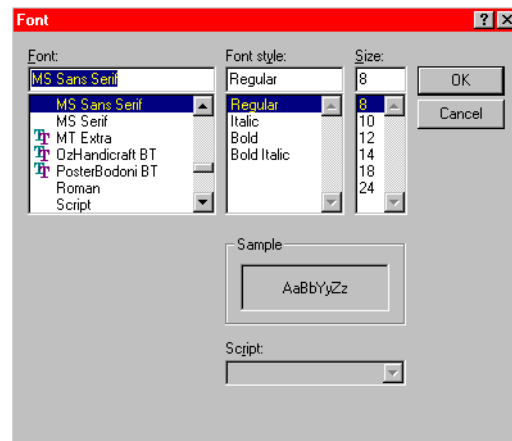 Font
Font:
MS Sans Serif
MS Sans Serif
MS Serif
MT Extra
OzHandicraft BT
PosterBodoni BT
Roman
Script
Font style:
Regular
Regular
Italic
Bold
Bold Italic
Size:
8
8
10
12
14
18
24
OK
Cancel
Sample
AaBbYyZz
Script: